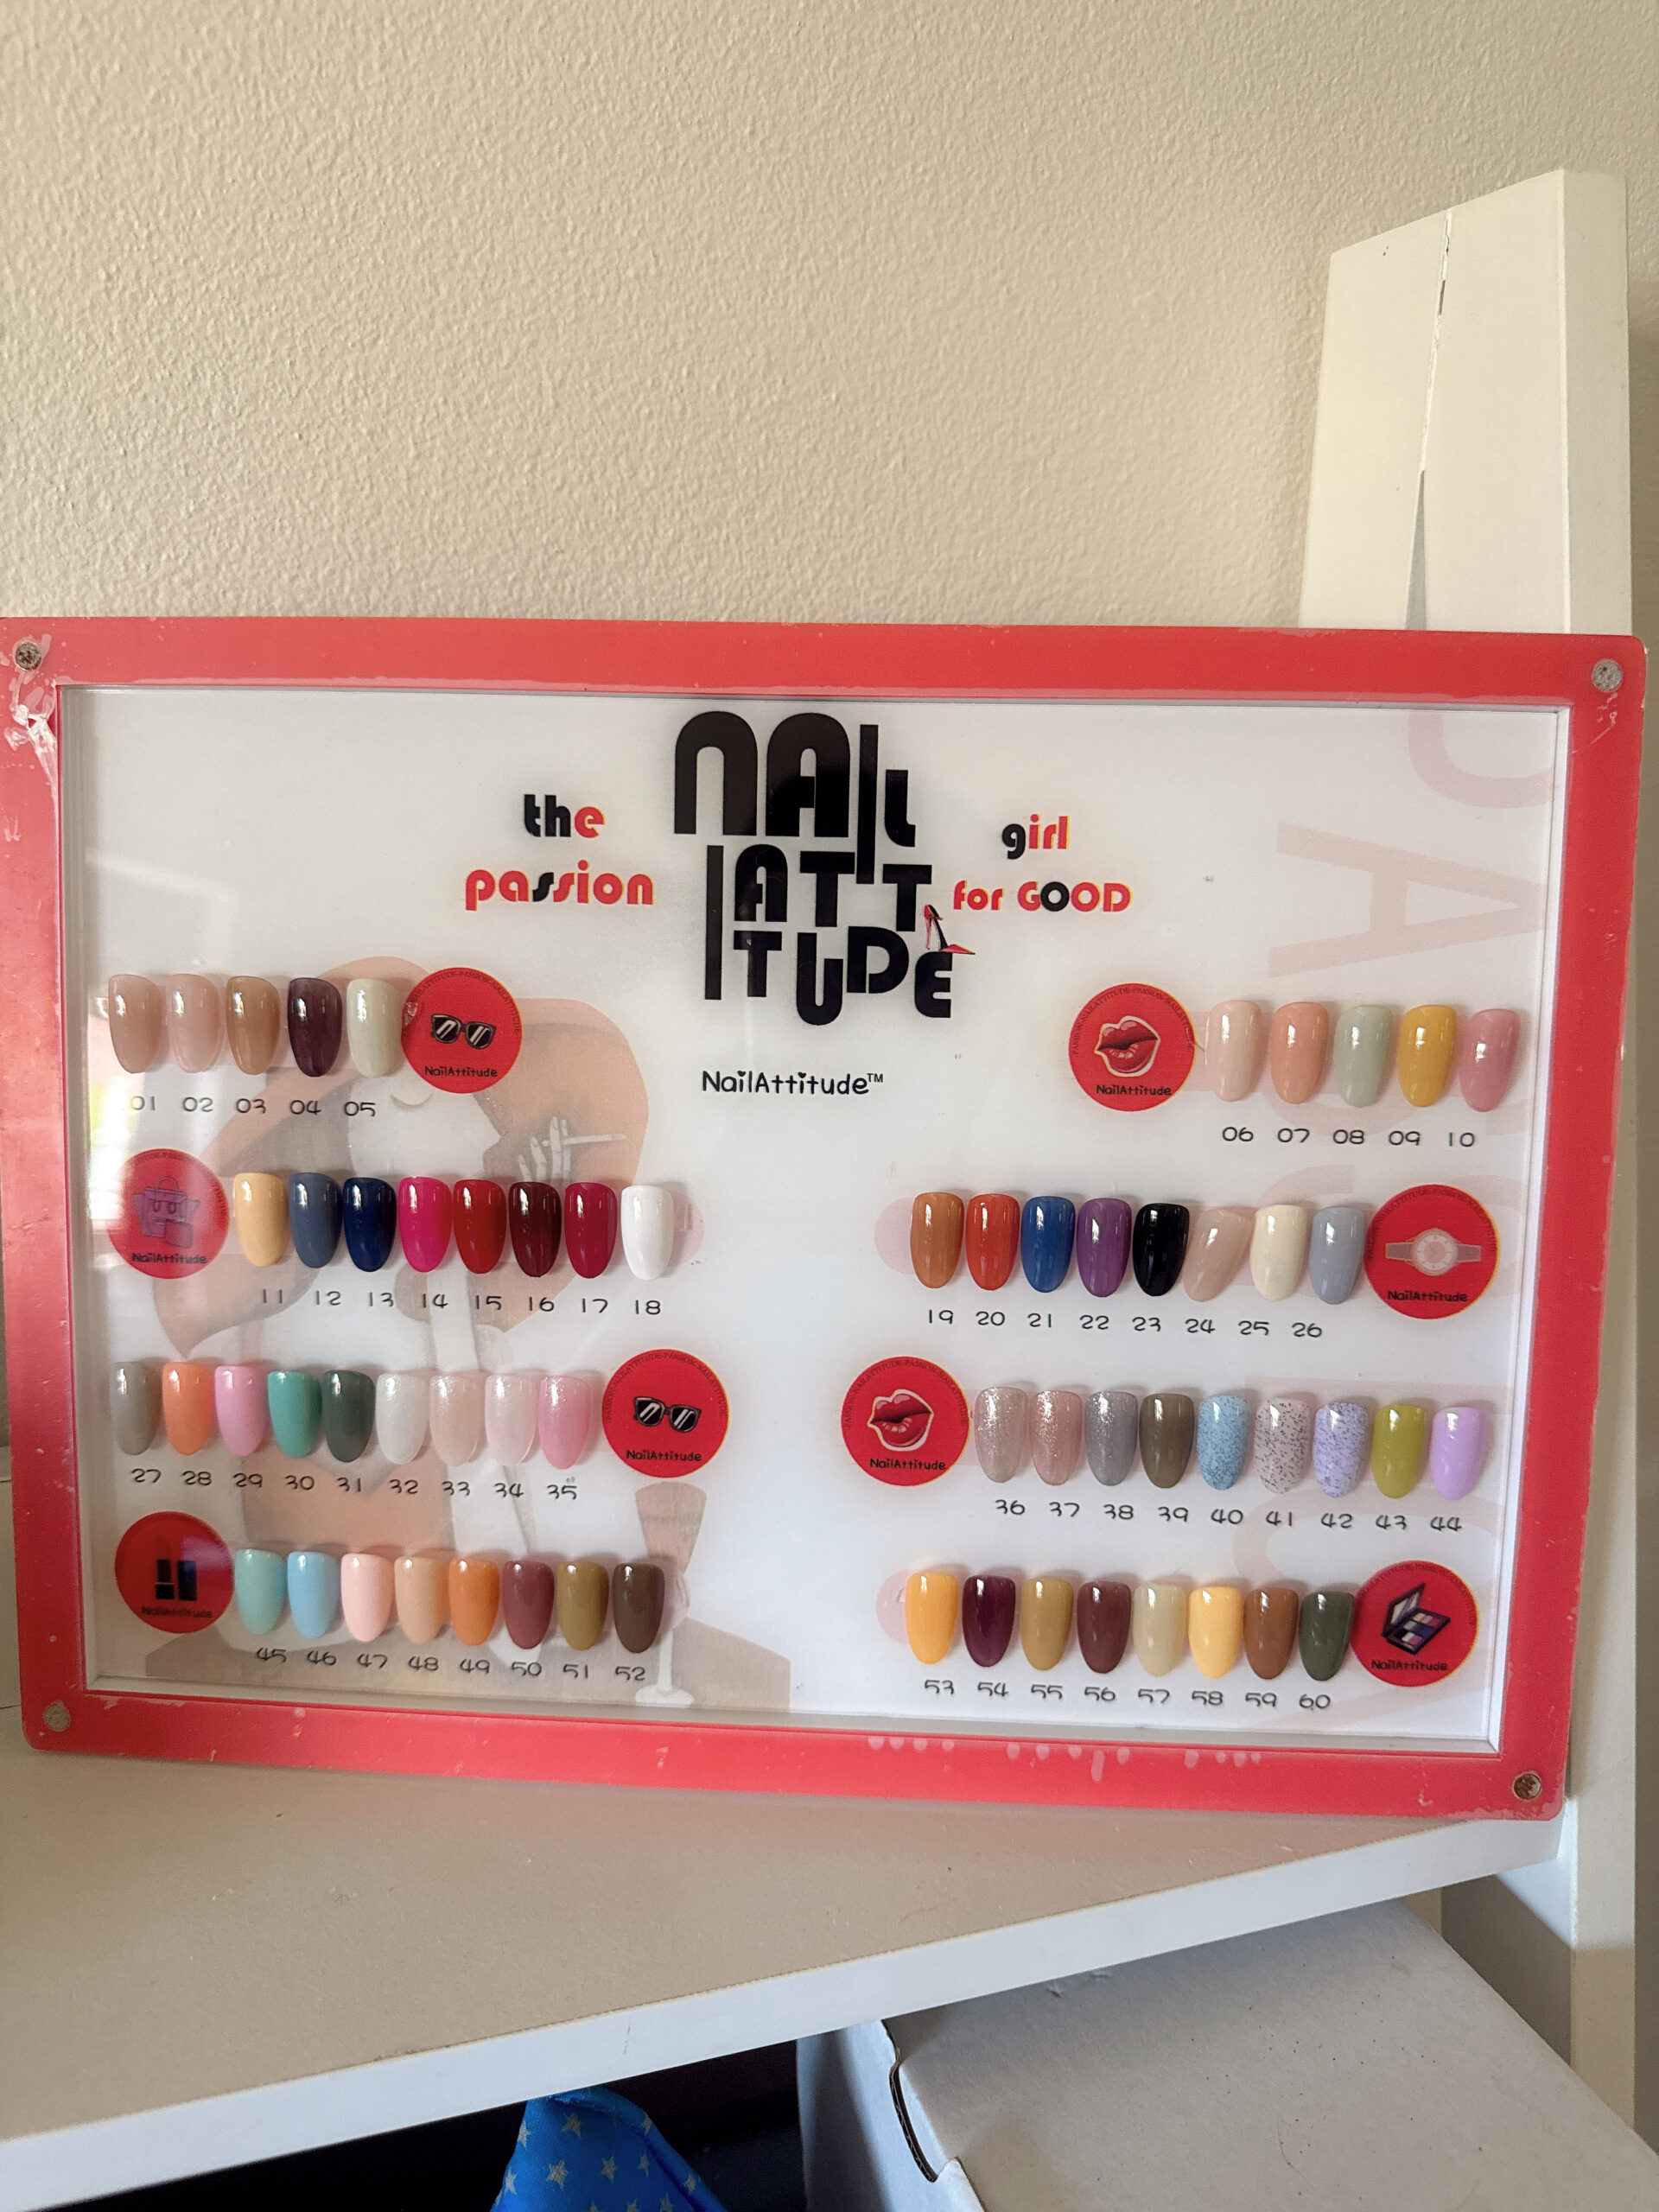 the
passion
NAIL
ATT
ITUDE
girl
for GOOD
NailAttitude™
NailAttitude
01 02 03 04 05
NailAttitude
06 07 08 09 10
NailAttitude
11 12 13 14 15 16 17 18
NailAttitude
19 20 21 22 23 24 25 26
NailAttitude
27 28 29 30 31 32 33 34 35
NailAttitude
36 37 38 39 40 41 42 43 44
NailAttitude
45 46 47 48 49 50 51 52
NailAttitude
53 54 55 56 57 58 59 60